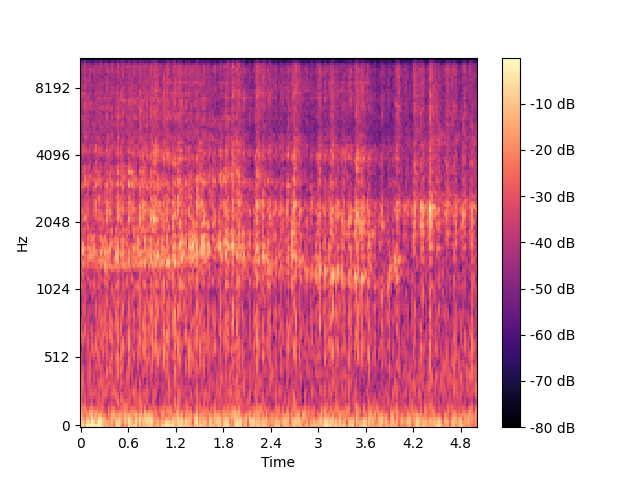 8192
4096
2048
1024
512
0
Hz
0 0.6 1.2 1.8 2.4 3 3.6 4.2 4.8
Time
-10 dB
-20 dB
-30 dB
-40 dB
-50 dB
-60 dB
-70 dB
-80 dB